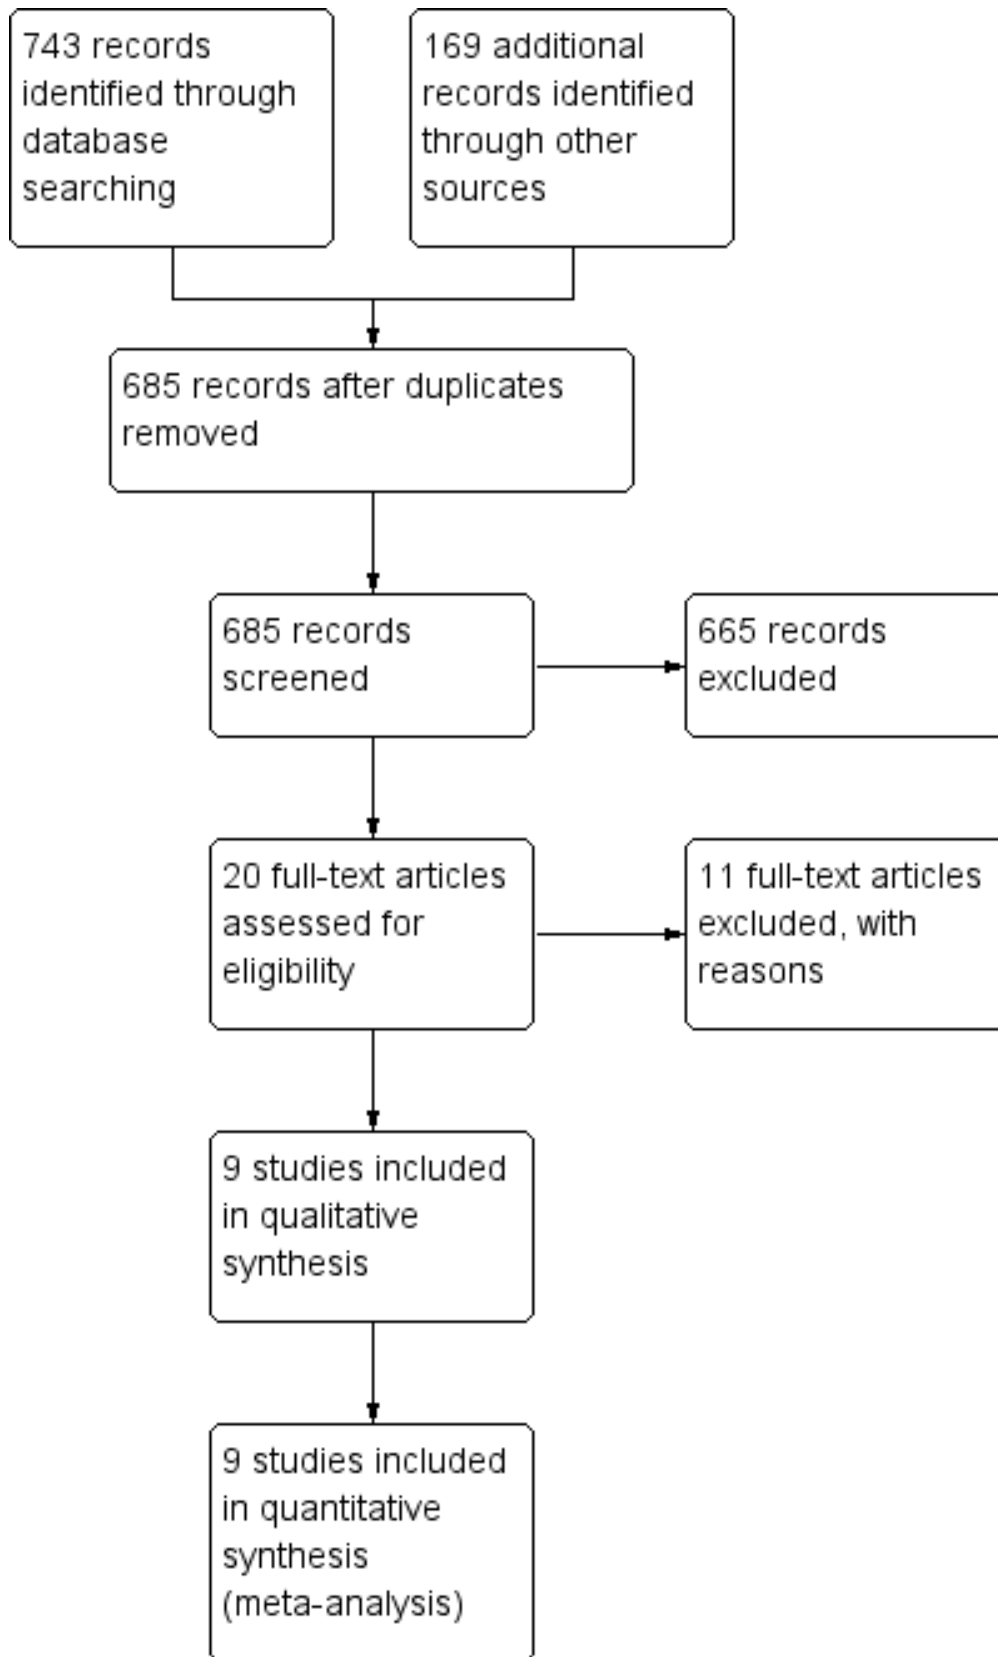 743 records
identified through
database
searching
169 additional
records identified
through other
sources
685 records after duplicates
removed
685 records
screened
665 records
excluded
20 full-text articles
assessed for
eligibility
11 full-text articles
excluded, with
reasons
9 studies included
in qualitative
synthesis
9 studies included
in quantitative
synthesis
(meta-analysis)